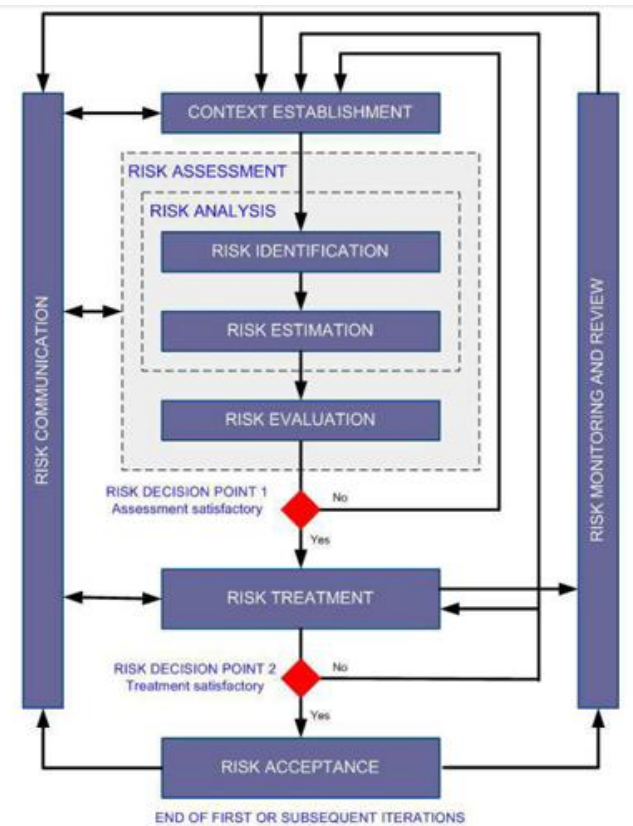 CONTEXT ESTABLISHMENT
RISK ASSESSMENT
RISK ANALYSIS
RISK IDENTIFICATION
RISK ESTIMATION
RISK EVALUATION
RISK DECISION POINT 1
Assessment satisfactory
No
Yes
RISK TREATMENT
RISK DECISION POINT 2
Treatment satisfactory
No
Yes
RISK ACCEPTANCE
END OF FIRST OR SUBSEQUENT ITERATIONS
RISK COMMUNICATION
RISK MONITORING AND REVIEW